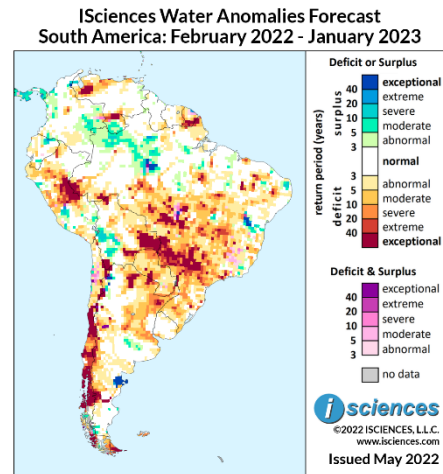 ISciences Water Anomalies Forecast
South America: February 2022 - January 2023
Deficit or Surplus
return period (years)
surplus
deficit
40
20
10
5
3
3
5
10
20
40
exceptional
extreme
severe
moderate
abnormal
normal
abnormal
moderate
severe
extreme
exceptional
Deficit & Surplus
40
20
10
5
3
exceptional
extreme
severe
moderate
abnormal
no data
i sciences
©2022 ISCIENCES, L.L.C.
www.isciences.com
Issued May 2022